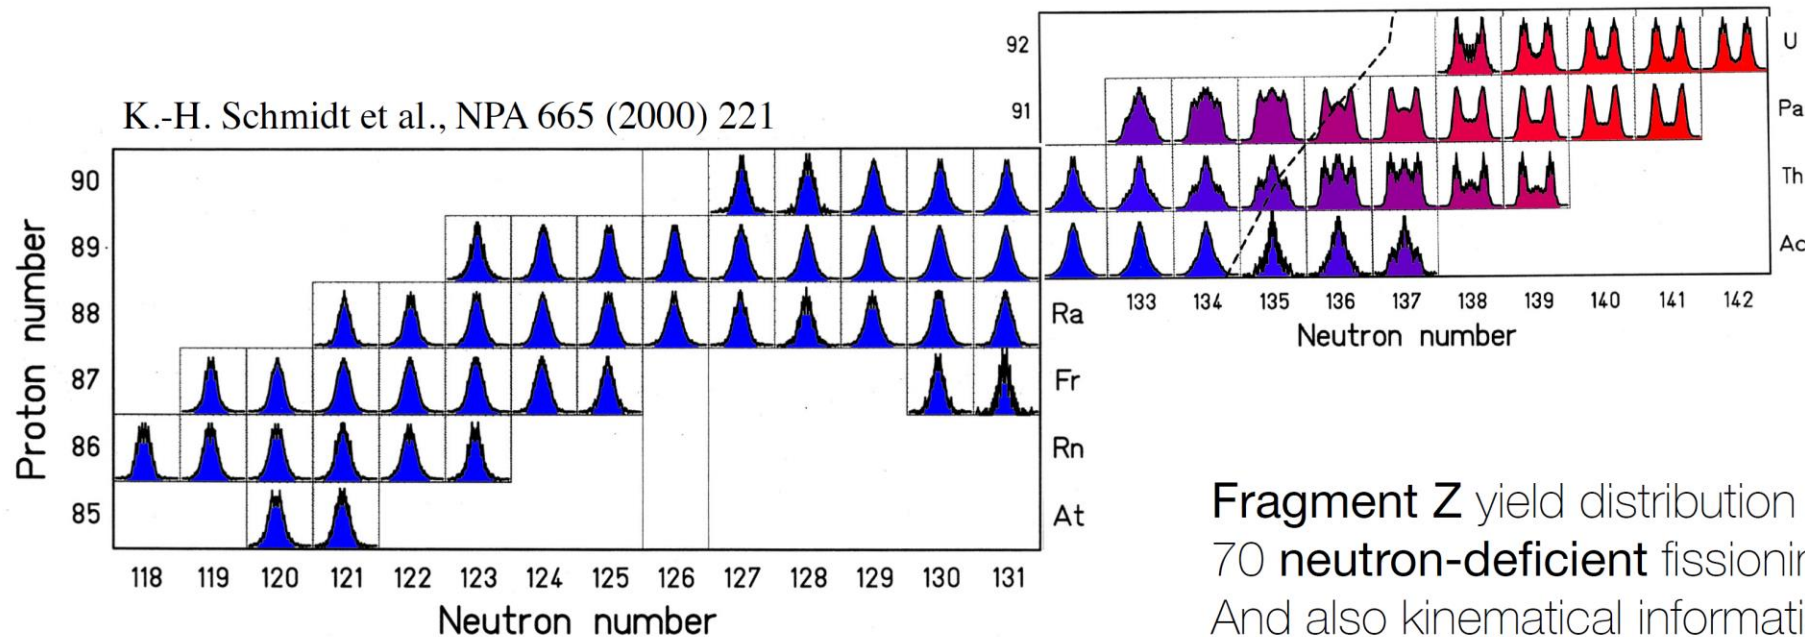 K.-H. Schmidt et al., NPA 665 (2000) 221
92
91
U
Pa
Th
Ac
133 134 135 136 137 138 139 140 141 142
Neutron number
Proton number
90
89
88
87
86
85
Ra
Fr
Rn
At
118 119 120 121 122 123 124 125 126 127 128 129 130 131
Neutron number
Fragment Z yield distribution
70 neutron-deficient fissionin
And also kinematical informati